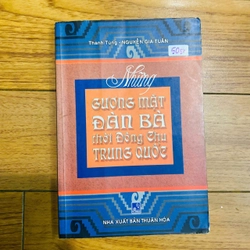 Thanh Tùng - NGUYỄN GIA TUẤN
50k
Những
GƯƠNG MẶT
ĐÀN BÀ
thời Đông Chu
TRUNG QUỐC
NHÀ XUẤT BẢN THUẬN HÓA